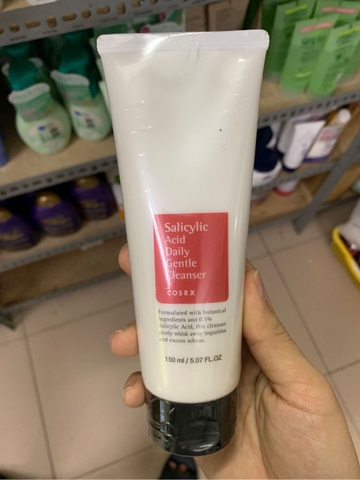 Salicylic
Acid
Daily
Gentle
Cleanser
COSRX
Formulated with botanical
ingredients and 0.5%
Salicylic Acid, this cleanser
gently whisk away impurities
and excess sebum.
150 ml / 5.07 FL.OZ